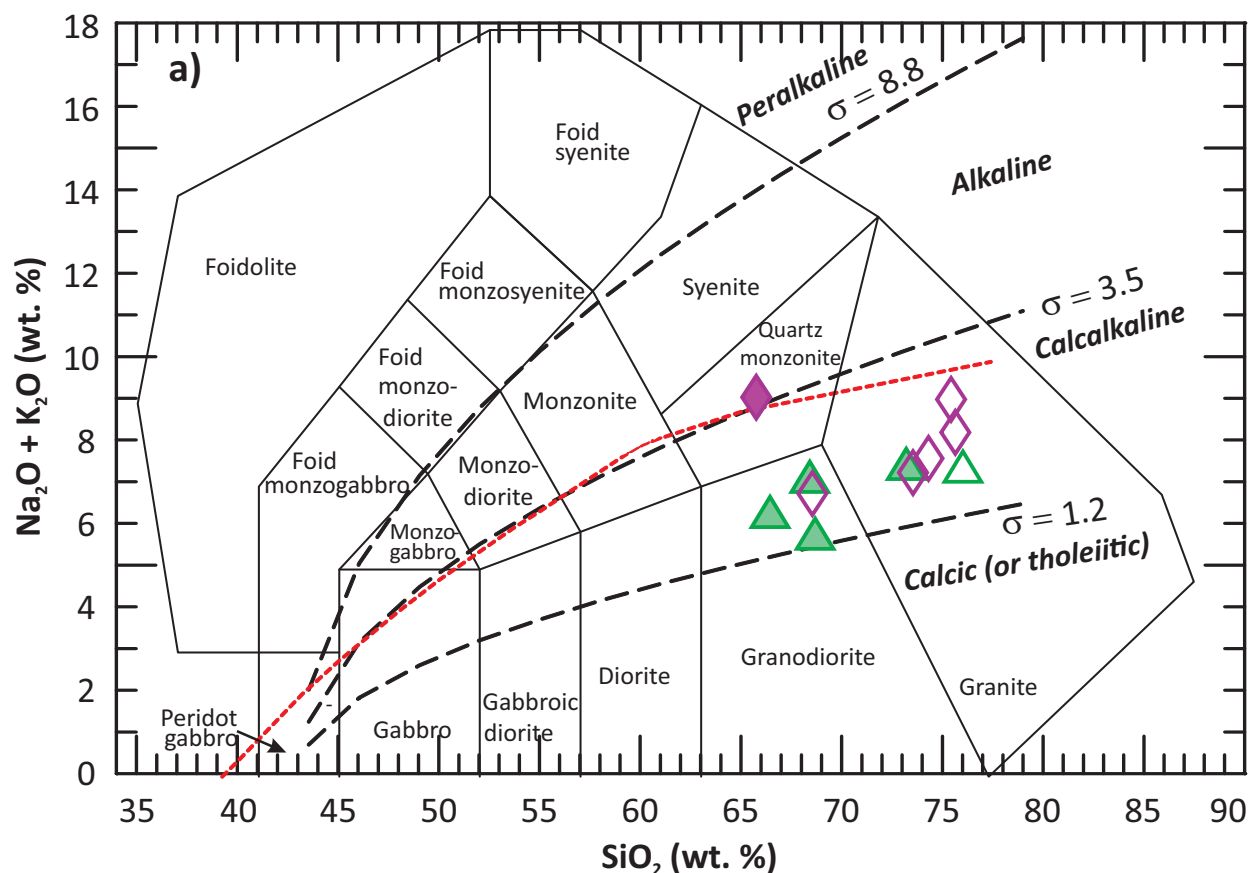 18
16
14
12
10
8
6
4
2
0
Na₂O + K₂O (wt. %)
a)
Peralkaline
σ = 8.8
Alkaline
Foid
syenite
Foidolite
Foid
monzosyenite
Syenite
σ = 3.5
Calcalkaline
Quartz
monzonite
Foid
monzo-
diorite
Monzonite
Foid
monzogabbro
Monzo-
diorite
Monzo-
gabbro
σ = 1.2
Calcic (or tholeiitic)
Peridot
gabbro
Gabbro
Gabbroic
diorite
Diorite
Granodiorite
Granite
35 40 45 50 55 60 65 70 75 80 85 90
SiO₂ (wt. %)